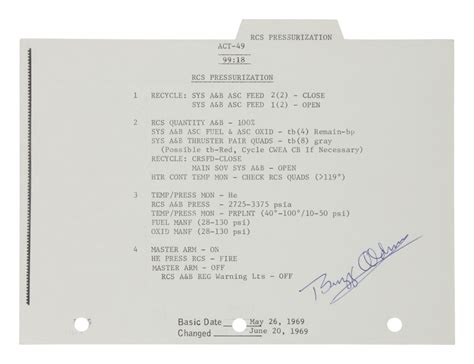 RCS PRESSURIZATION
ACT-49
99:18
RCS PRESSURIZATION
1 RECYCLE: SYS A&B ASC FEED 2(2) - CLOSE
SYS A&B ASC FEED 1(2) - OPEN
2 RCS QUANTITY A&B - 100%
SYS A&B ASC FUEL & ASC OXID - tb(4) Remain-bp
SYS A&B THRUSTER PAIR QUADS - tb(8) gray
(Possible tb-Red, Cycle CWEA CB If Necessary)
RECYCLE: CRSFD-CLOSE
MAIN SOV SYS A&B - OPEN
HTR CONT TEMP MON - CHECK RCS QUADS (>119°)
3 TEMP/PRESS MON - He
RCS A&B PRESS - 2725-3375 psia
TEMP/PRESS MON - PRPLNT (40°-100°/10-50 psi)
FUEL MANF (28-130 psi)
OXID MANF (28-130 psi)
4 MASTER ARM - ON
HE PRESS RCS - FIRE
MASTER ARM - OFF
RCS A&B REG Warning Lts - OFF
Buzz Aldrin
Basic Date May 26, 1969
Changed June 20, 1969